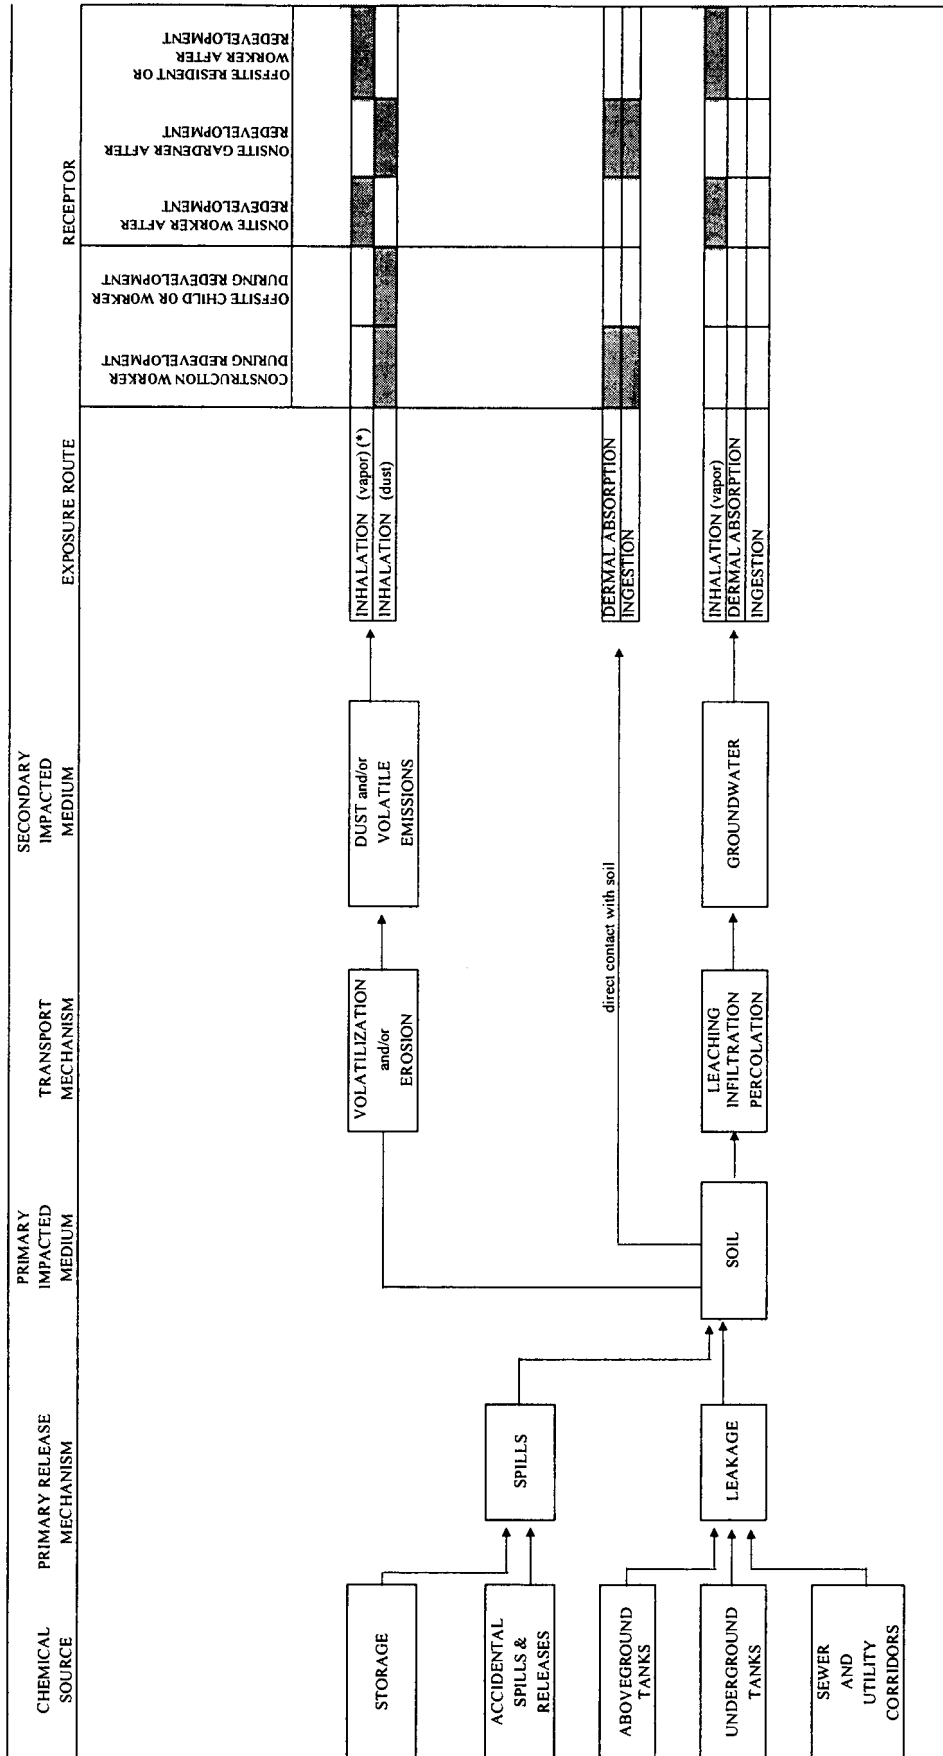 CHEMICAL
SOURCE
PRIMARY RELEASE
MECHANISM
PRIMARY
IMPACTED
MEDIUM
TRANSPORT
MECHANISM
SECONDARY
IMPACTED
MEDIUM
EXPOSURE ROUTE
RECEPTOR
CONSTRUCTION WORKER
DURING REDEVELOPMENT
OFFSITE CHILD OR WORKER
DURING REDEVELOPMENT
ONSITE WORKER AFTER
REDEVELOPMENT
ONSITE GARDENER AFTER
REDEVELOPMENT
OFFSITE RESIDENT OR
WORKER AFTER
REDEVELOPMENT
STORAGE
ACCIDENTAL
SPILLS &
RELEASES
ABOVEGROUND
TANKS
UNDERGROUND
TANKS
SEWER
AND
UTILITY
CORRIDORS
SPILLS
LEAKAGE
SOIL
VOLATILIZATION
and/or
EROSION
DUST and/or
VOLATILE
EMISSIONS
direct contact with soil
LEACHING
INFILTRATION
PERCOLATION
GROUNDWATER
INHALATION (vapor) (*)
INHALATION (dust)
DERMAL ABSORPTION
INGESTION
INHALATION (vapor)
DERMAL ABSORPTION
INGESTION